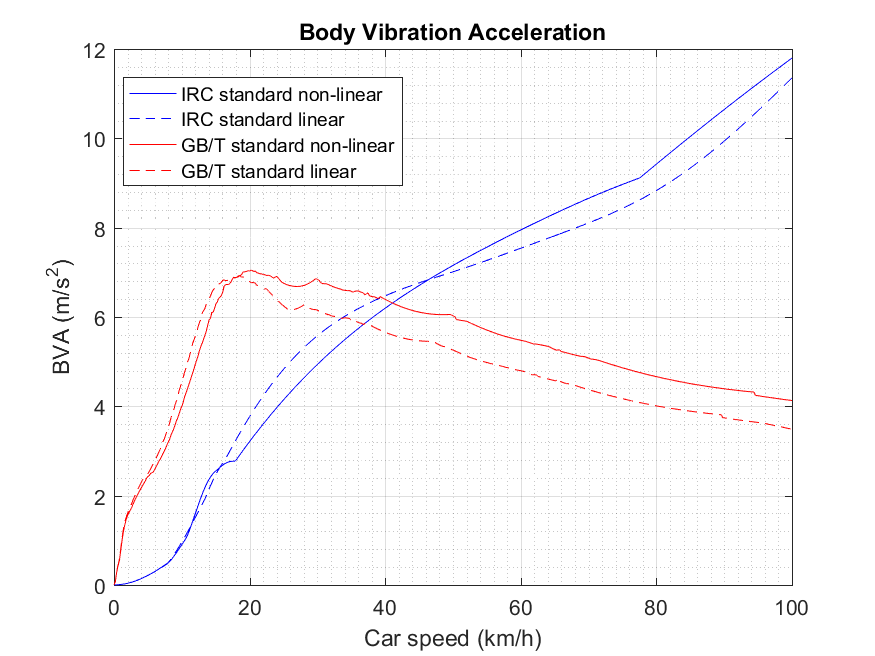 Body Vibration Acceleration
12
10
8
6
4
2
0
BVA (m/s²)
IRC standard non-linear
IRC standard linear
GB/T standard non-linear
GB/T standard linear
0 20 40 60 80 100
Car speed (km/h)